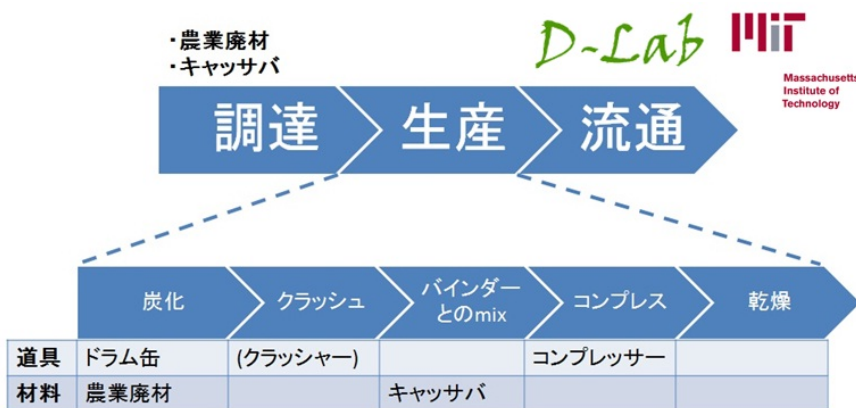 ・農業廃材
・キャッサバ
D-Lab
MIT
Massachusetts
Institute of
Technology
調達
生産
流通
炭化
クラッシュ
バインダー
とのmix
コンプレス
乾燥
道具 ドラム缶 (クラッシャー) コンプレッサー
材料 農業廃材 キャッサバ